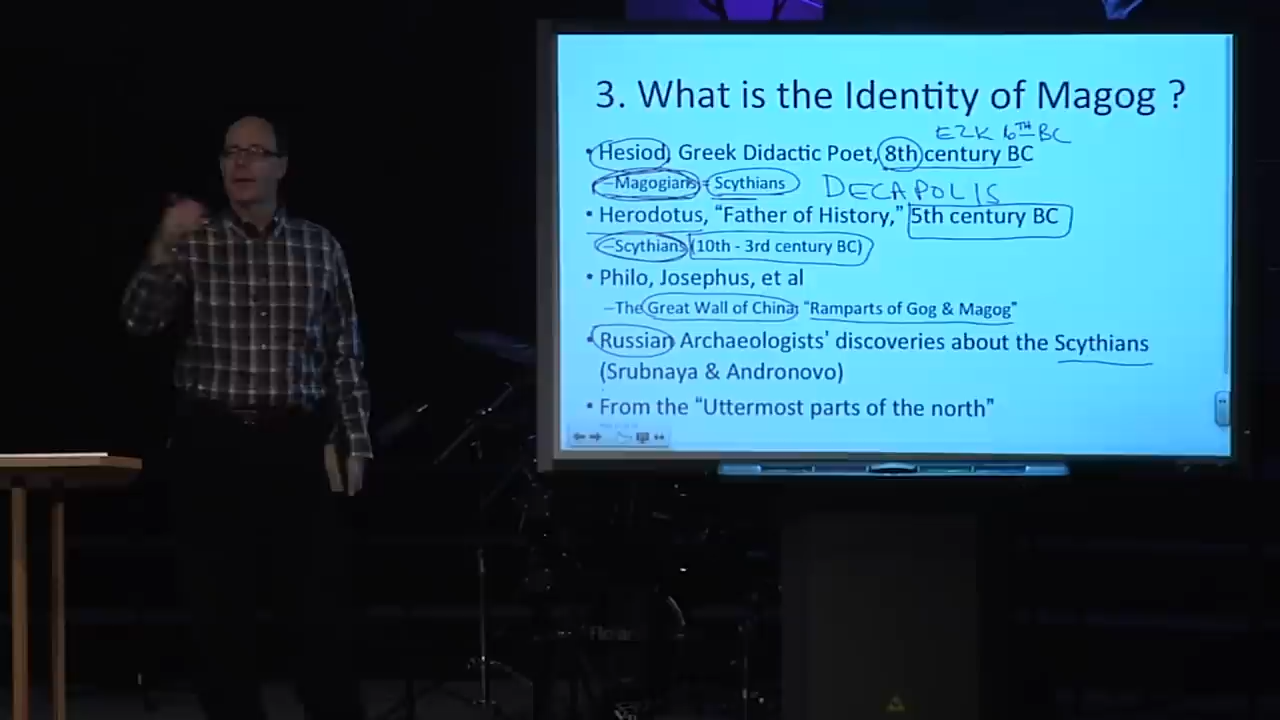 3. What is the Identity of Magog ?
EZK 6TH BC
• Hesiod, Greek Didactic Poet, 8th century BC
–Magogians = Scythians DECAPOLIS
• Herodotus, “Father of History,” 5th century BC
–Scythians (10th - 3rd century BC)
• Philo, Josephus, et al
–The Great Wall of China: “Ramparts of Gog & Magog”
• Russian Archaeologists' discoveries about the Scythians
(Srubnaya & Andronovo)
• From the “Uttermost parts of the north”